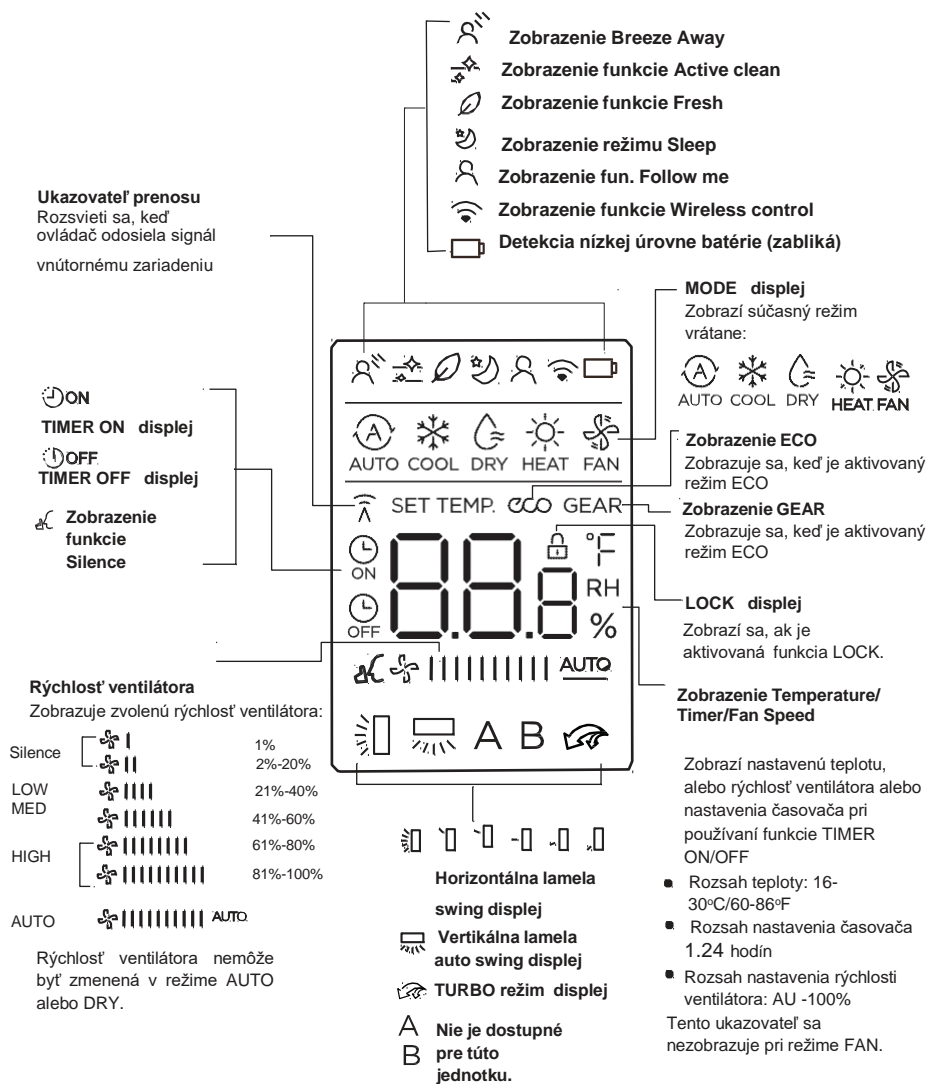 Zobrazenie Breeze Away
Zobrazenie funkcie Active clean
Zobrazenie funkcie Fresh
Zobrazenie režimu Sleep
Zobrazenie fun. Follow me
Zobrazenie funkcie Wireless control
Detekcia nízkej úrovne batérie (zabliká)
Ukazovateľ prenosu
Rozsvieti sa, keď
ovládač odosiela signál
vnútornému zariadeniu
ON
TIMER ON displej
OFF
TIMER OFF displej
Zobrazenie
funkcie
Silence
AUTO COOL DRY HEAT FAN
SET TEMP. eco GEAR
ON
OFF
88.8
°F
RH
%
AUTO
A B
MODE displej
Zobrazí súčasný režim
vrátane:
A
AUTO COOL DRY HEAT FAN
Zobrazenie ECO
Zobrazuje sa, keď je aktivovaný
režim ECO
Zobrazenie GEAR
Zobrazuje sa, keď je aktivovaný
režim ECO
LOCK displej
Zobrazí sa, ak je
aktivovaná funkcia LOCK.
Zobrazenie Temperature/
Timer/Fan Speed
Zobrazí nastavenú teplotu,
alebo rýchlosť ventilátora alebo
nastavenia časovača pri
používaní funkcie TIMER
ON/OFF
Rozsah teploty: 16-
30°C/60-86°F
Rozsah nastavenia časovača
1.24 hodín
Rozsah nastavenia rýchlosti
ventilátora: AU -100%
Tento ukazovateľ sa
nezobrazuje pri režime FAN.
Rýchlosť ventilátora
Zobrazuje zvolenú rýchlosť ventilátora:
Silence
1%
2%-20%
LOW
21%-40%
MED
41%-60%
HIGH
61%-80%
81%-100%
AUTO AUTO
Rýchlosť ventilátora nemôže
byť zmenená v režime AUTO
alebo DRY.
Horizontálna lamela
swing displej
Vertikálna lamela
auto swing displej
TURBO režim displej
A Nie je dostupné
B pre túto
jednotku.